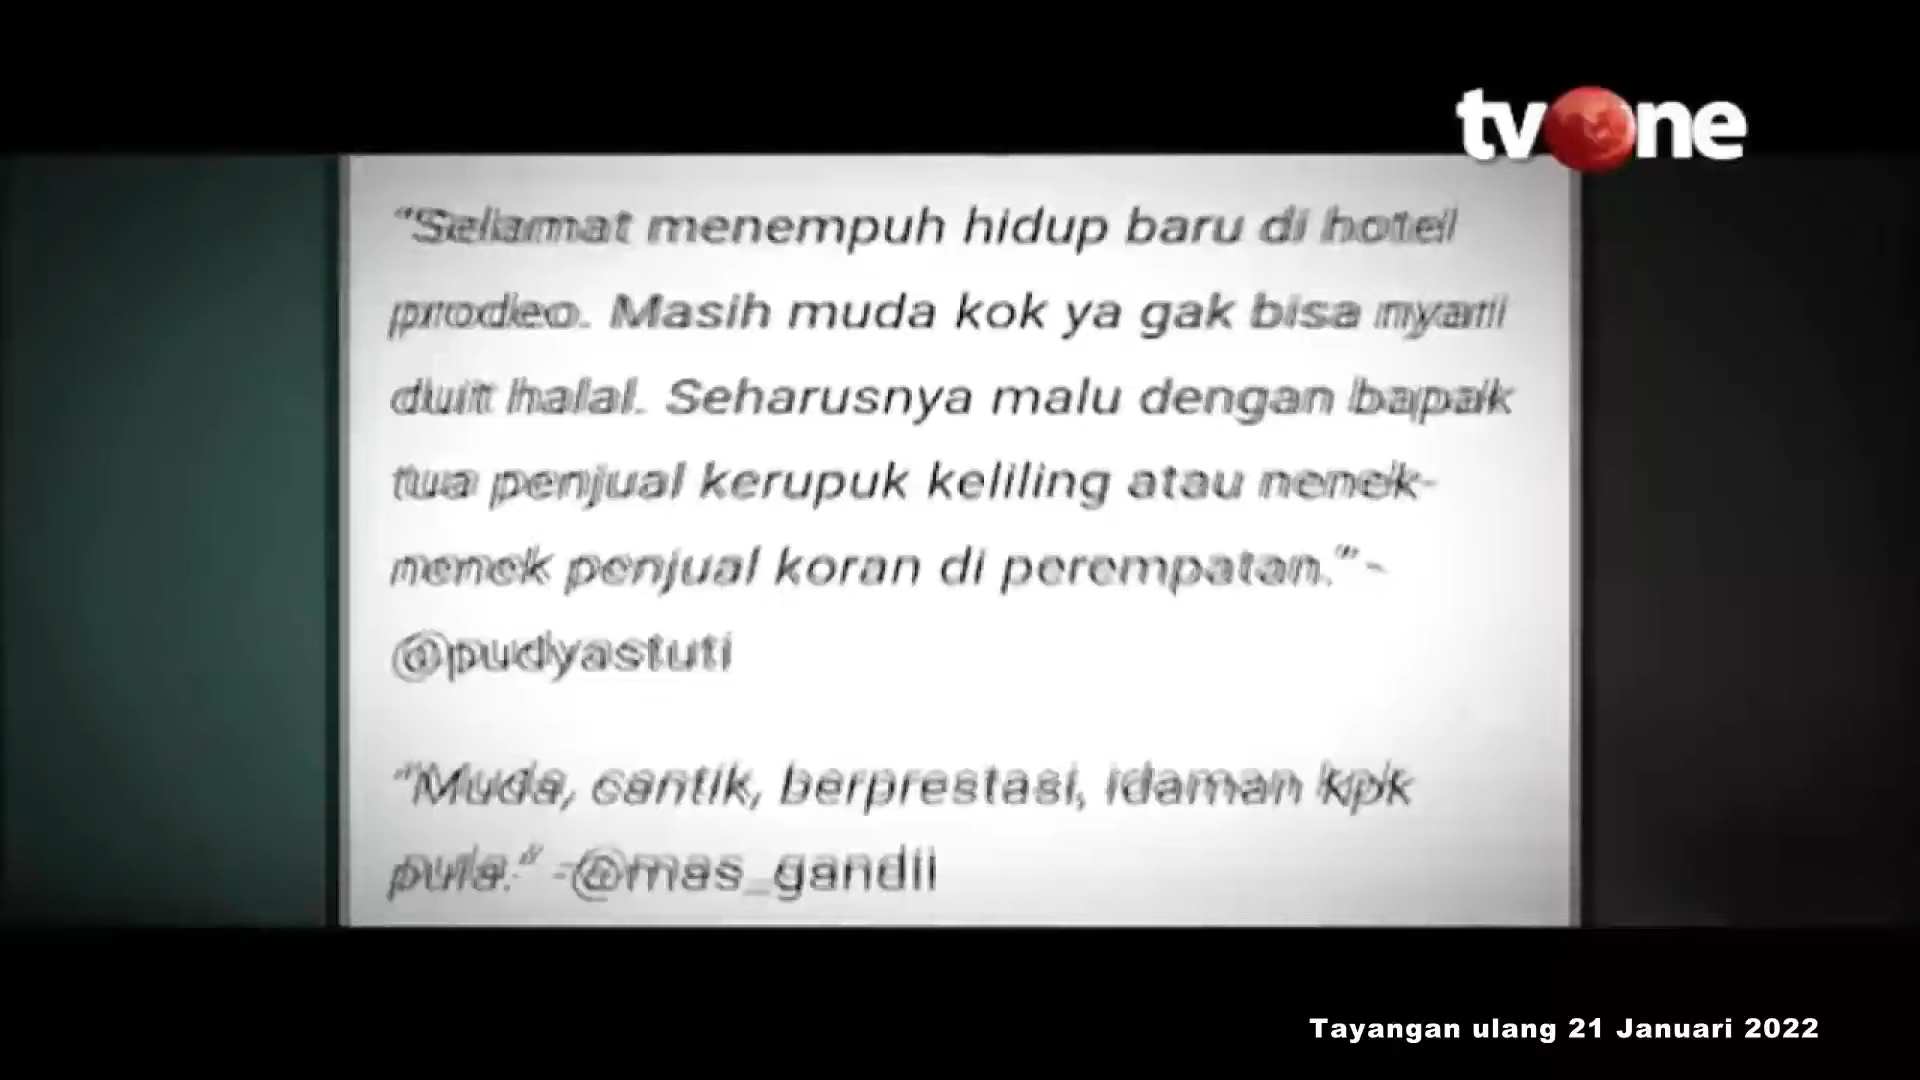 tvOne
"Selamat menempuh hidup baru di hotel
prodeo. Masih muda kok ya gak bisa nyari
duit halal. Seharusnya malu dengan bapak
tua penjual kerupuk keliling atau nenek-
nenek penjual koran di perempatan." -
@pudyastuti
"Muda, cantik, berprestasi, idaman kpk
pula." -@mas_gandii
Tayangan ulang 21 Januari 2022